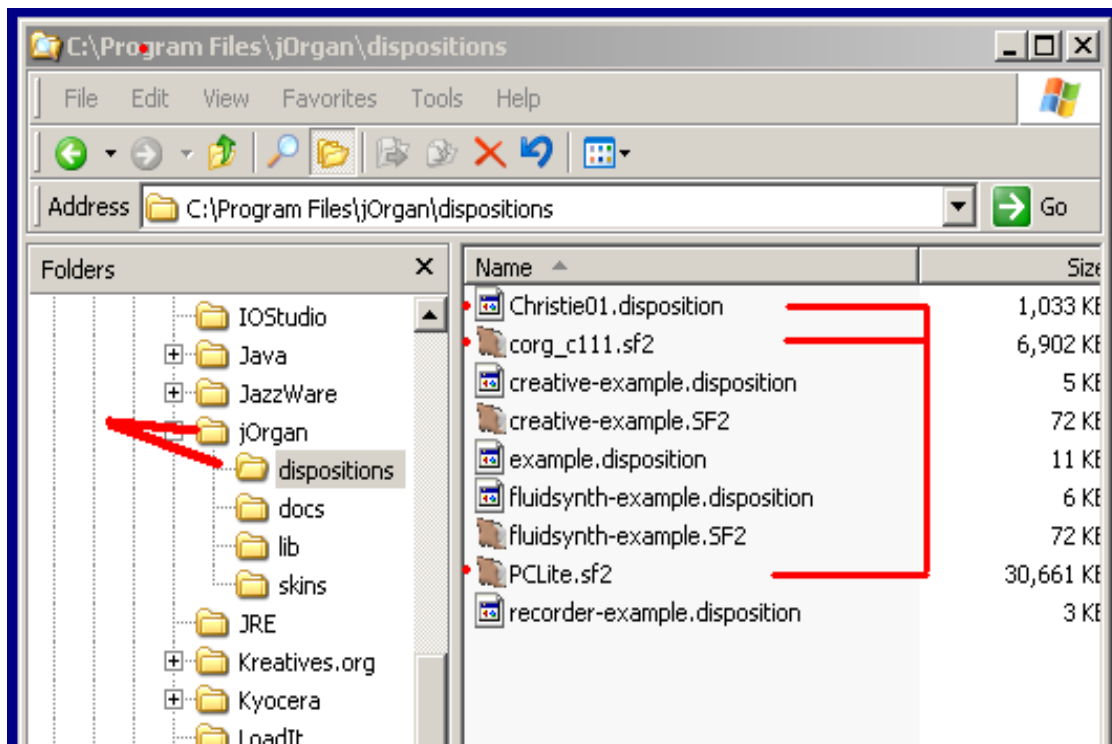 C:\Program Files\jOrgan\dispositions
File Edit View Favorites Tools Help
Address C:\Program Files\jOrgan\dispositions Go
Folders
IOStudio
Java
JazzWare
jOrgan
dispositions
docs
lib
skins
JRE
Kreatives.org
Kyocera
LoadIt
Name Size
Christie01.disposition 1,033 KB
corg_c111.sf2 6,902 KB
creative-example.disposition 5 KB
creative-example.SF2 72 KB
example.disposition 11 KB
fluidsynth-example.disposition 6 KB
fluidsynth-example.SF2 72 KB
PCLite.sf2 30,661 KB
recorder-example.disposition 3 KB